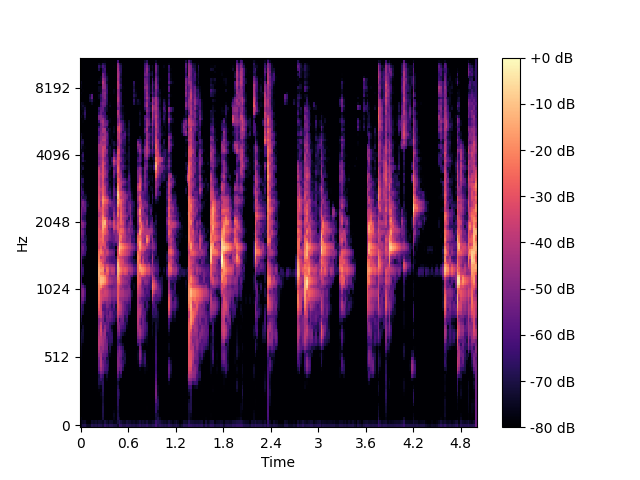 8192
4096
2048
1024
512
0
Hz
0 0.6 1.2 1.8 2.4 3 3.6 4.2 4.8
Time
+0 dB
-10 dB
-20 dB
-30 dB
-40 dB
-50 dB
-60 dB
-70 dB
-80 dB